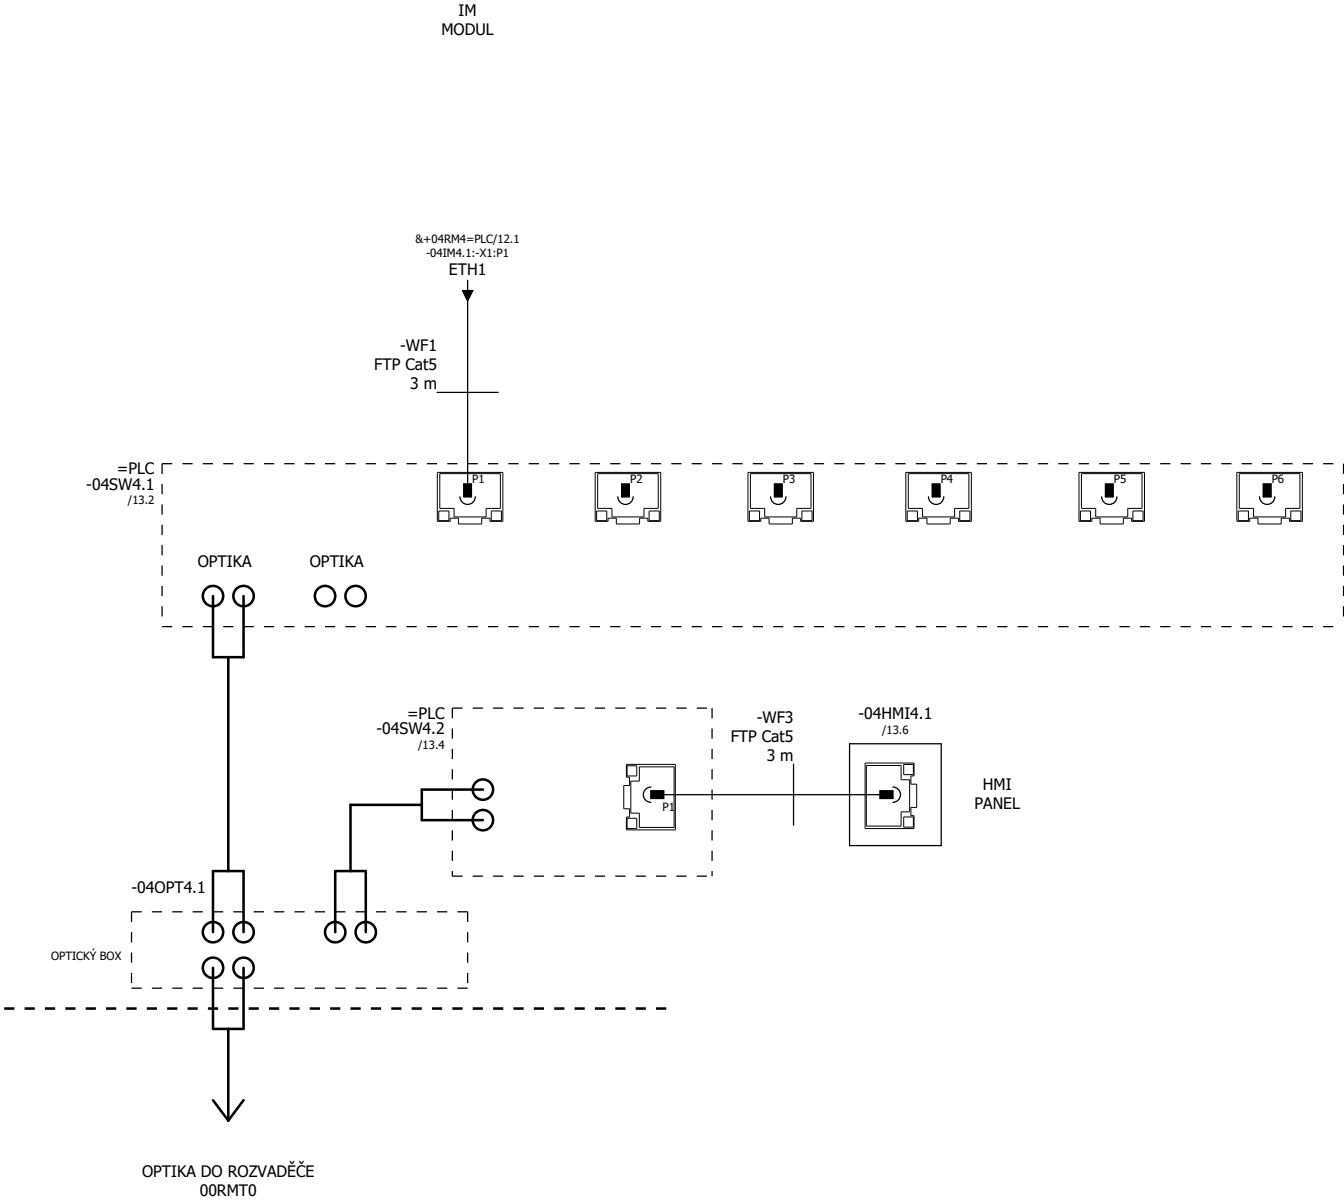 IM
MODUL
&+04RM4=PLC/12.1
-04IM4.1:-X1:P1
ETH1
-WF1
FTP Cat5
3 m
=PLC
-04SW4.1
/13.2
P1
P2
P3
P4
P5
P6
OPTIKA
OPTIKA
=PLC
-04SW4.2
/13.4
P1
-WF3
FTP Cat5
3 m
-04HMI4.1
/13.6
HMI
PANEL
-04OPT4.1
OPTICKÝ BOX
OPTIKA DO ROZVADĚČE
00RMT0